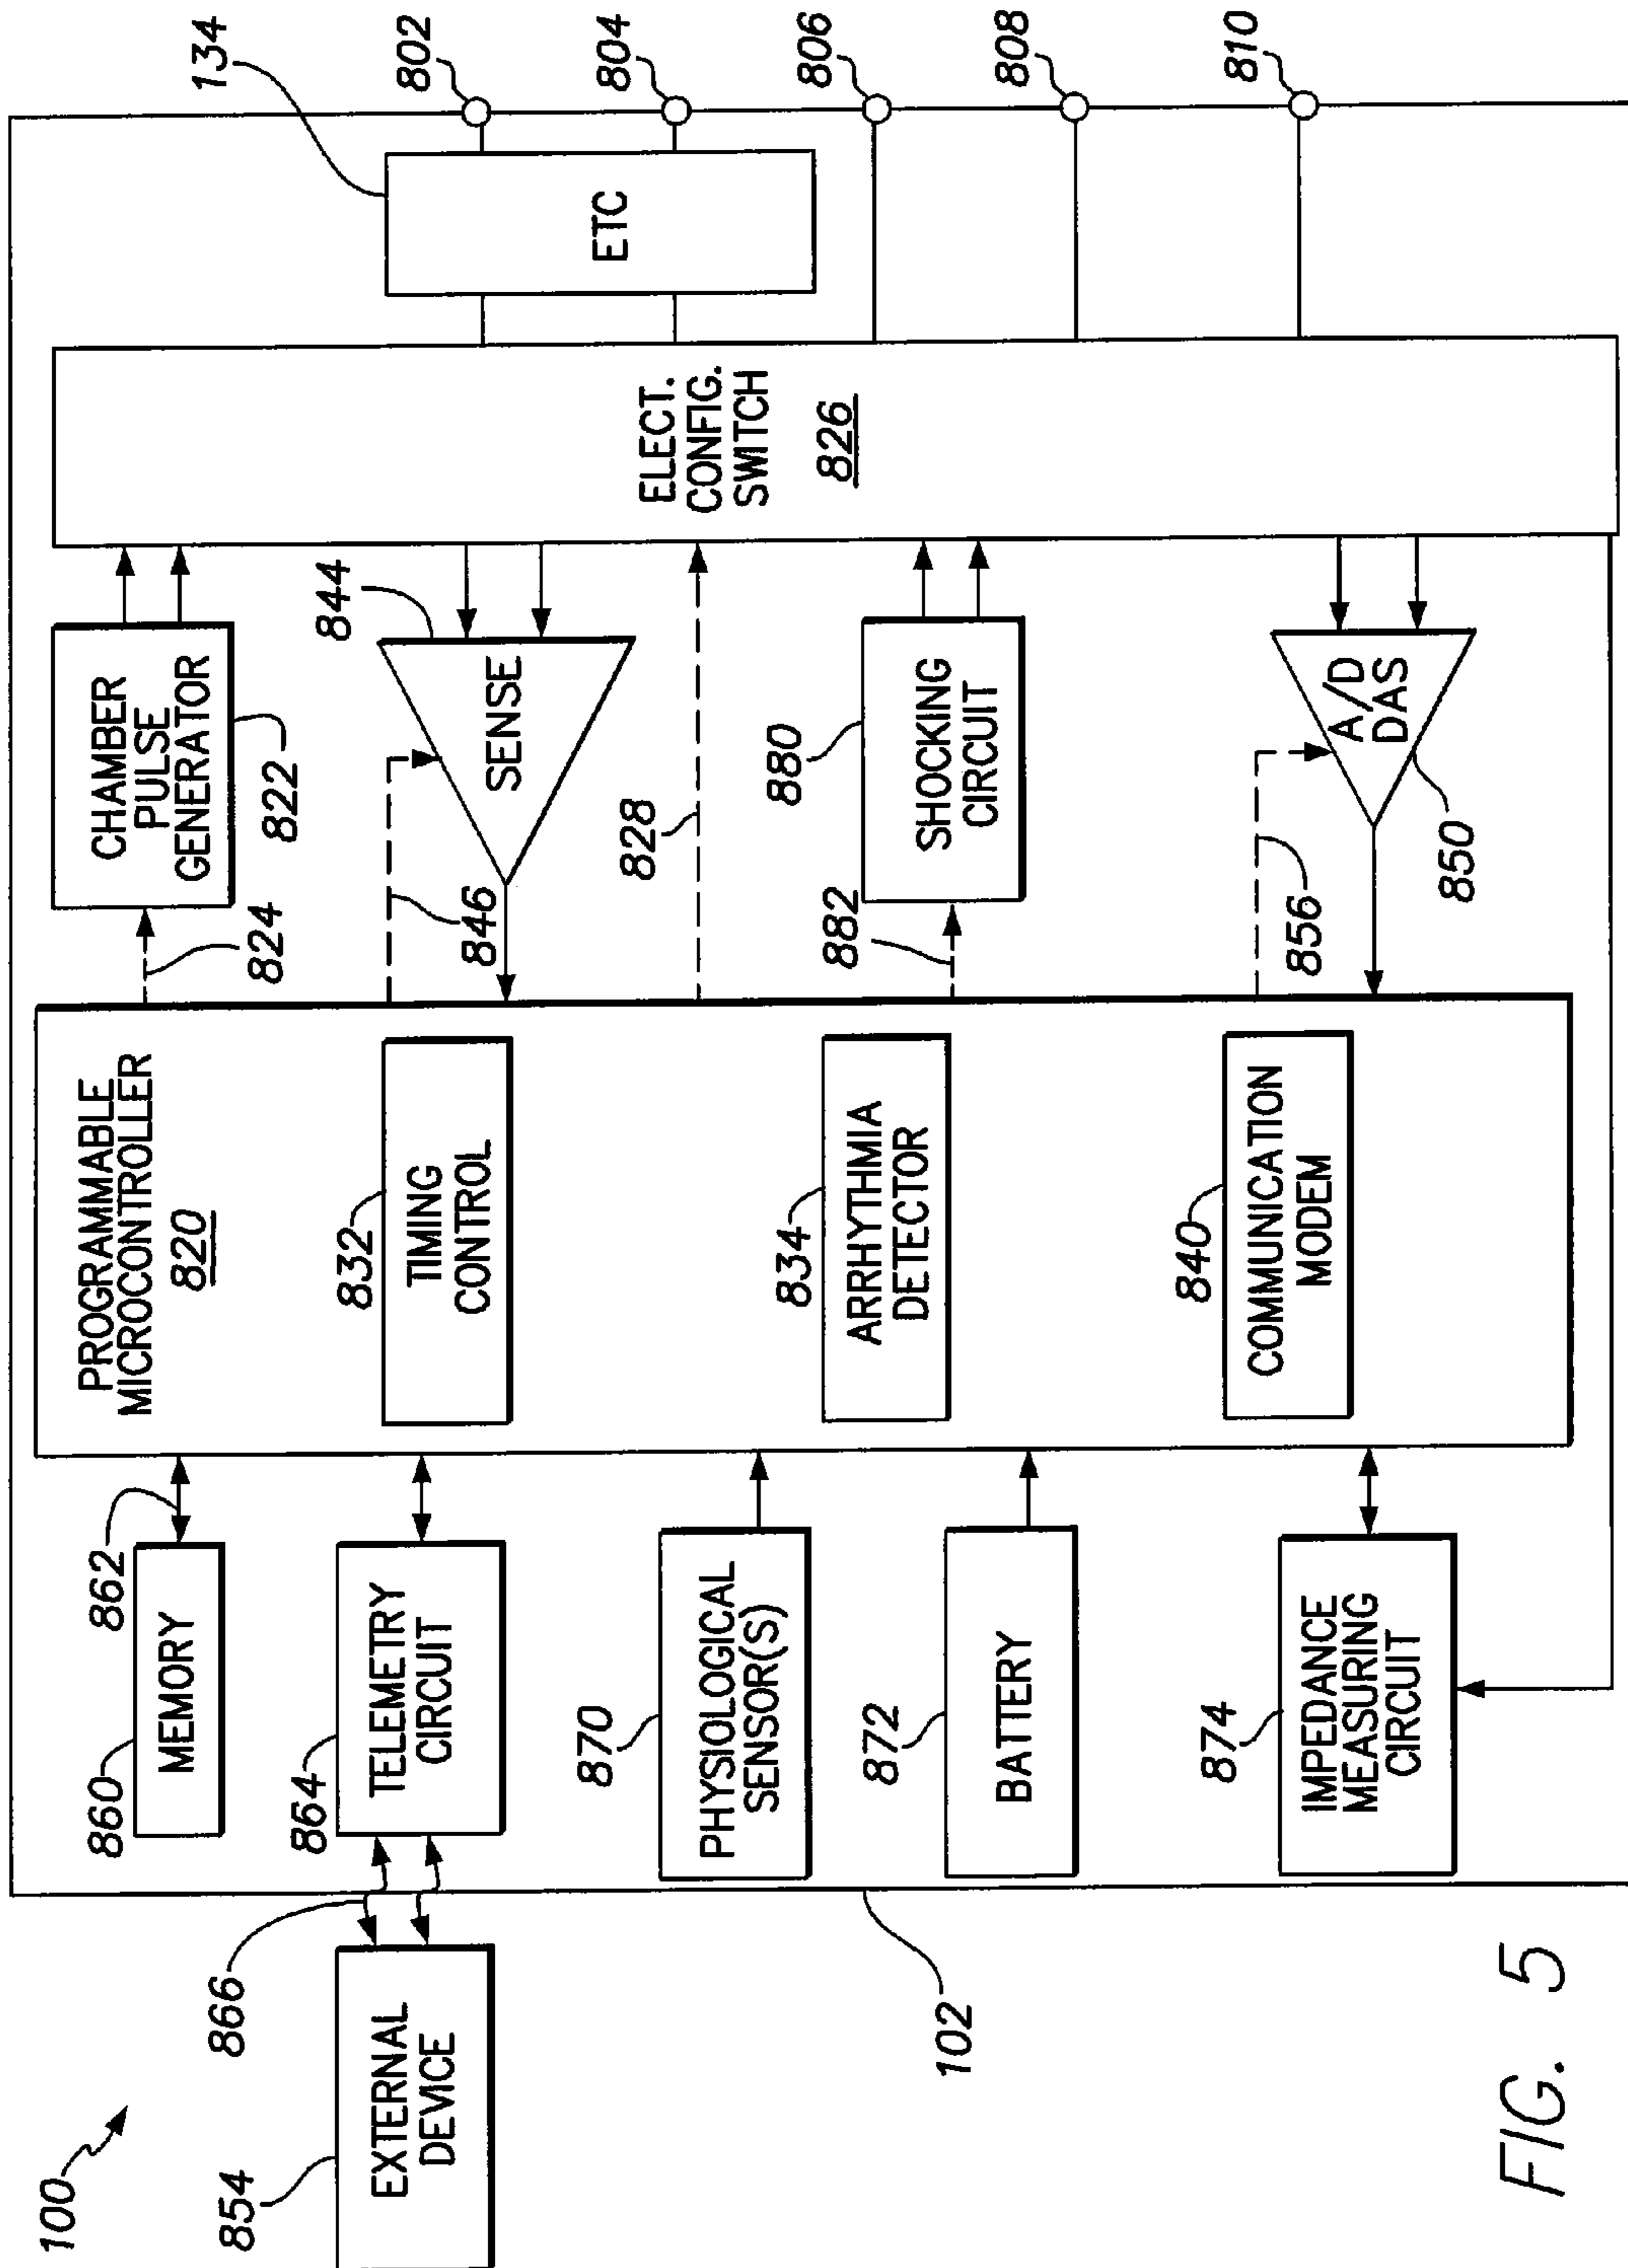 100
854
EXTERNAL
DEVICE
866
102
860
MEMORY
862
864
TELEMETRY
CIRCUIT
870
PHYSIOLOGICAL
SENSOR(S)
872
BATTERY
874
IMPEDANCE
MEASURING
CIRCUIT
PROGRAMMABLE
MICROCONTROLLER
820
832
TIMING
CONTROL
834
ARRHYTHMIA
DETECTOR
840
COMMUNICATION
MODEM
824
CHAMBER
PULSE
GENERATOR
822
846
SENSE
844
828
882
SHOCKING
CIRCUIT
880
856
A/D
DAS
850
ELECT.
CONFIG.
SWITCH
826
ETC
134
802
804
806
808
810
FIG. 5